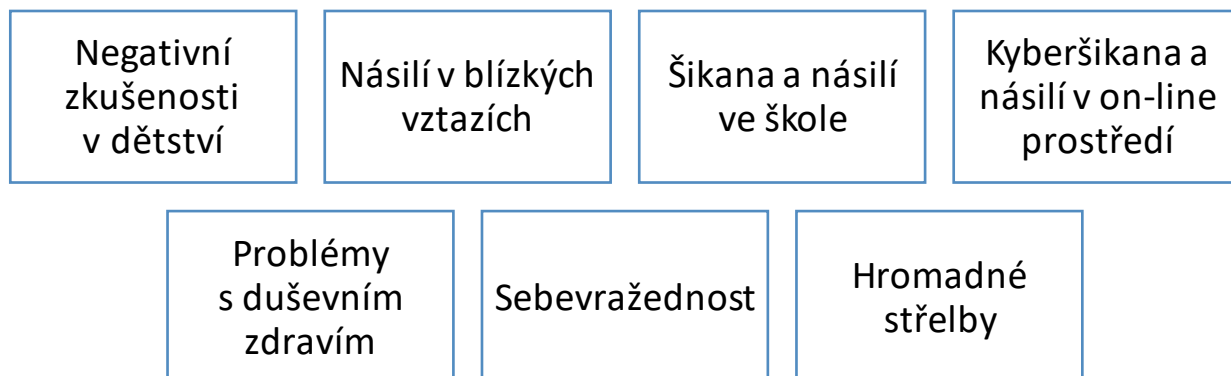 Negativní
zkušenosti
v dětství
Násilí v blízkých
vztazích
Šikana a násilí
ve škole
Kyberšikana a
násilí v on-line
prostředí
Problémy
s duševním
zdravím
Sebevražednost
Hromadné
střelby